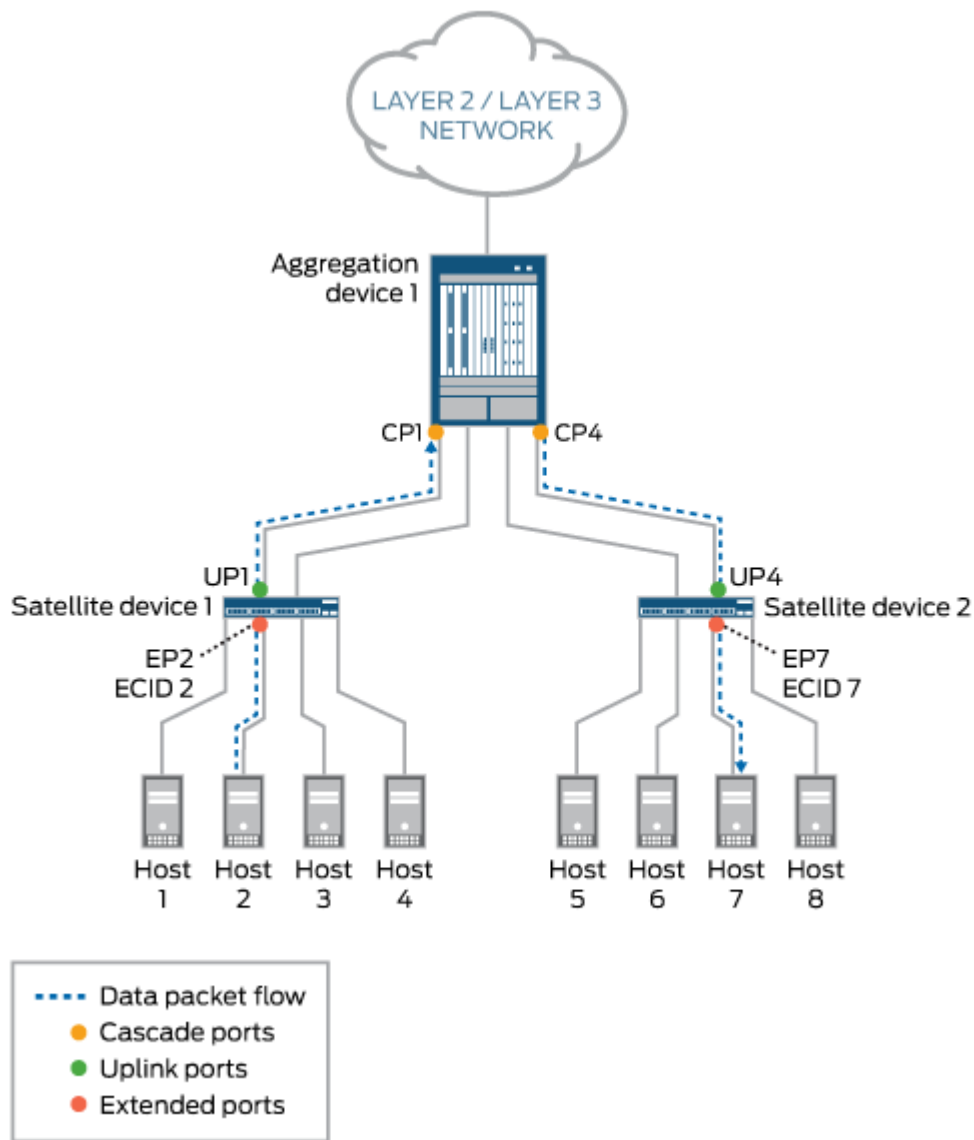 LAYER 2 / LAYER 3
NETWORK
Aggregation
device 1
CP1
CP4
UP1
UP4
Satellite device 1
Satellite device 2
EP2
ECID 2
EP7
ECID 7
Host
1
Host
2
Host
3
Host
4
Host
5
Host
6
Host
7
Host
8
Data packet flow
Cascade ports
Uplink ports
Extended ports